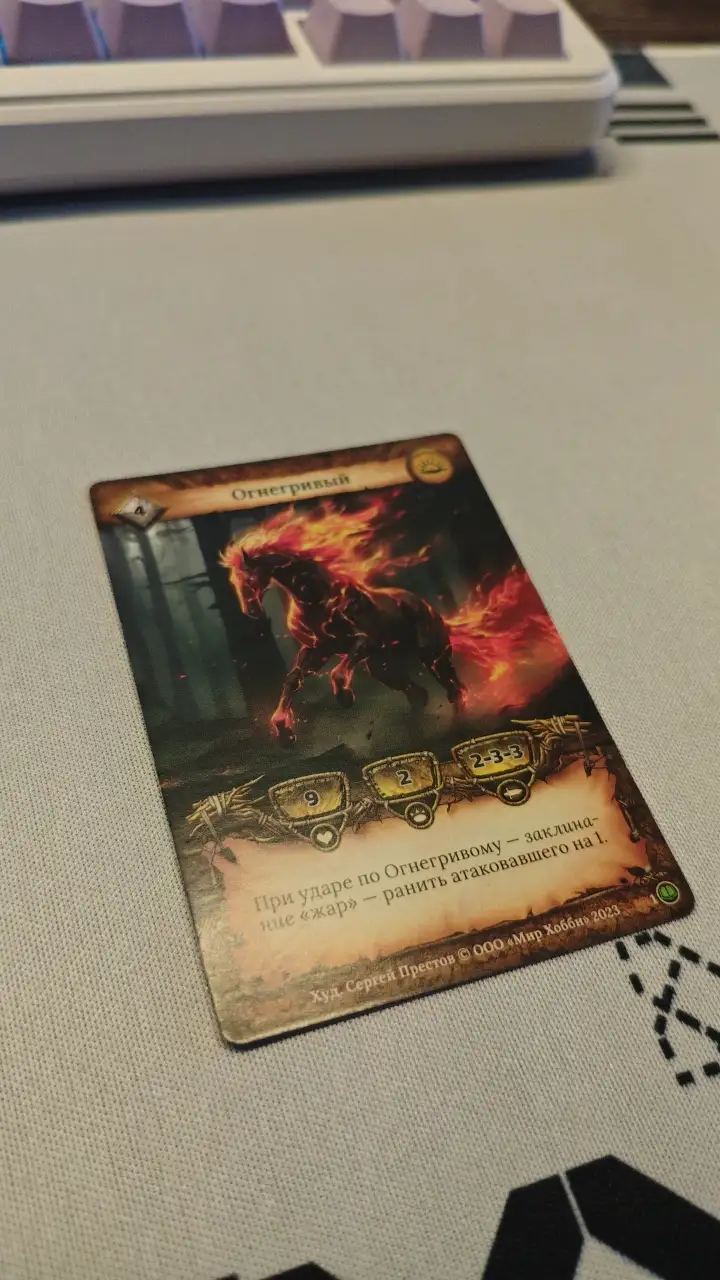 4
Огнегривый
9
2
2-3-3
При ударе по Огнегривому — заклина-
ние «жар» — ранить атаковавшего на 1.
Худ. Сергей Престов © ООО «Мир Хобби» 2023
1